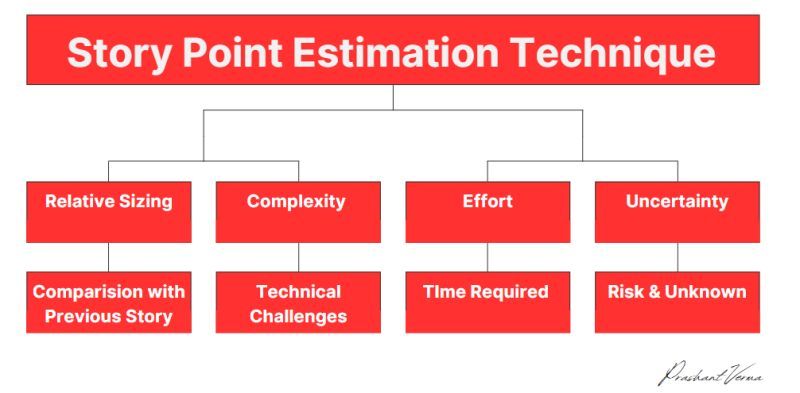 Story Point Estimation Technique
Relative Sizing
Complexity
Effort
Uncertainty
Comparision with
Previous Story
Technical
Challenges
TIme Required
Risk & Unknown
Prashant Verma